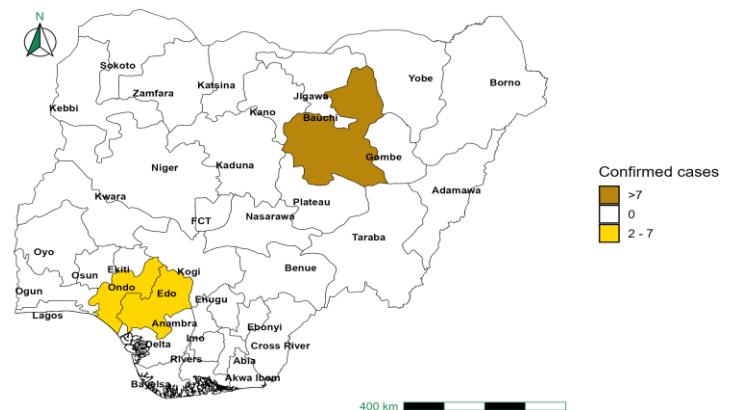 N
Sokoto
Yobe
Borno
Katsina
Zamfara
Jigawa
Kebbi
Kano
Bauchi
Gombe
Niger
Kaduna
Adamawa
Kwara
Plateau
Nasarawa
FCT
Taraba
Oyo
Ekiti
Kogi
Benue
Osun
Ondo
Ogun
Edo
Enugu
Lagos
Anambra
Ebonyi
Delta
Imo
Cross River
Rivers
Abia
Akwa Ibom
Bayelsa
Confirmed cases
>7
0
2 - 7
400 km